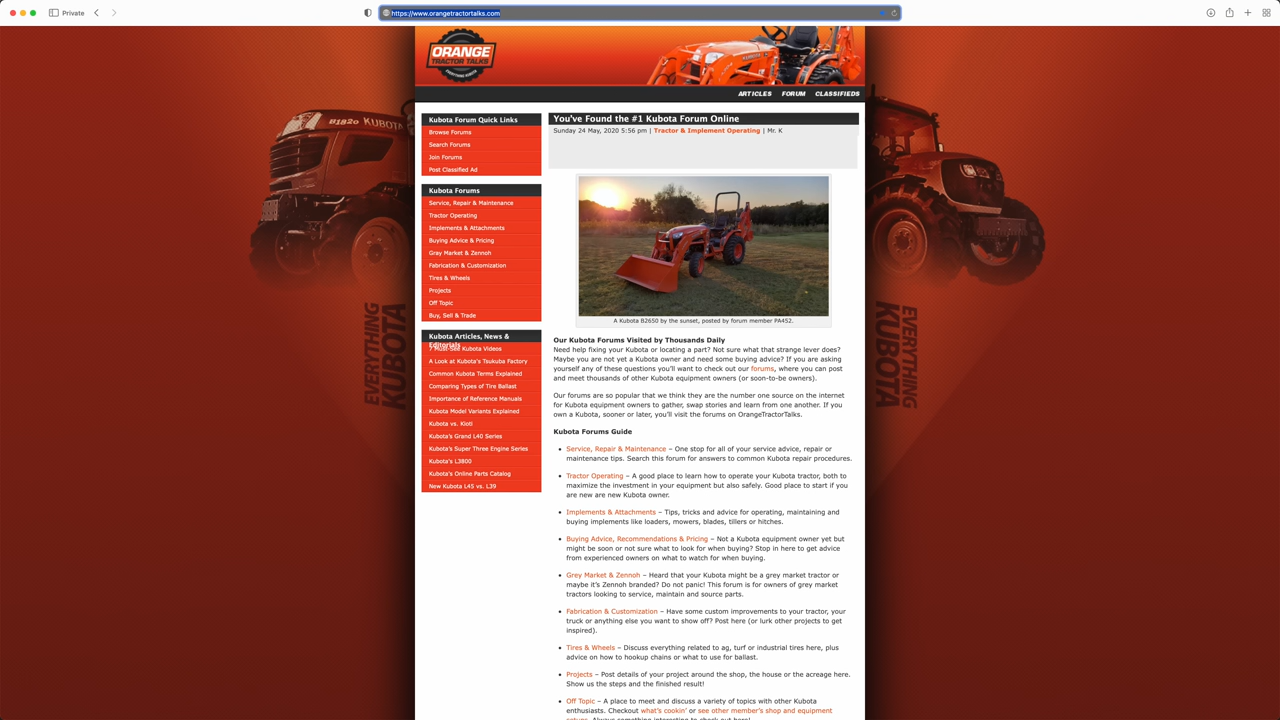 Private
https://www.orangetractortalks.com
ORANGE
TRACTOR TALKS
EVERYTHING KUBOTA
ARTICLES FORUM CLASSIFIEDS
Kubota Forum Quick Links
Browse Forums
Search Forums
Join Forums
Post Classified Ad
Kubota Forums
Service, Repair & Maintenance
Tractor Operating
Implements & Attachments
Buying Advice & Pricing
Gray Market & Zennoh
Fabrication & Customization
Tires & Wheels
Projects
Off Topic
Buy, Sell & Trade
Kubota Articles, News &
Editorials
7 Must-See Kubota Videos
A Look at Kubota's Tsukuba Factory
Common Kubota Terms Explained
Comparing Types of Tire Ballast
Importance of Reference Manuals
Kubota Model Variants Explained
Kubota vs. Kioti
Kubota's Grand L40 Series
Kubota's Super Three Engine Series
Kubota's L3800
Kubota's Online Parts Catalog
New Kubota L45 vs. L39
You've Found the #1 Kubota Forum Online
Sunday 24 May, 2020 5:56 pm | Tractor & Implement Operating | Mr. K
A Kubota B2650 by the sunset, posted by forum member PA452.
Our Kubota Forums Visited by Thousands Daily
Need help fixing your Kubota or locating a part? Not sure what that strange lever does?
Maybe you are not yet a Kubota owner and need some buying advice? If you are asking
yourself any of these questions you'll want to check out our forums, where you can post
and meet thousands of other Kubota equipment owners (or soon-to-be owners).
Our forums are so popular that we think they are the number one source on the internet
for Kubota equipment owners to gather, swap stories and learn from one another. If you
own a Kubota, sooner or later, you'll visit the forums on OrangeTractorTalks.
Kubota Forums Guide
• Service, Repair & Maintenance – One stop for all of your service advice, repair or
maintenance tips. Search this forum for answers to common Kubota repair procedures.
• Tractor Operating – A good place to learn how to operate your Kubota tractor, both to
maximize the investment in your equipment but also safely. Good place to start if you
are new are new Kubota owner.
• Implements & Attachments – Tips, tricks and advice for operating, maintaining and
buying implements like loaders, mowers, blades, tillers or hitches.
• Buying Advice, Recommendations & Pricing – Not a Kubota equipment owner yet but
might be soon or not sure what to look for when buying? Stop in here to get advice
from experienced owners on what to watch for when buying.
• Grey Market & Zennoh – Heard that your Kubota might be a grey market tractor or
maybe it's Zennoh branded? Do not panic! This forum is for owners of grey market
tractors looking to service, maintain and source parts.
• Fabrication & Customization – Have some custom improvements to your tractor, your
truck or anything else you want to show off? Post here (or lurk other projects to get
inspired).
• Tires & Wheels – Discuss everything related to ag, turf or industrial tires here, plus
advice on how to hookup chains or what to use for ballast.
• Projects – Post details of your project around the shop, the house or the acreage here.
Show us the steps and the finished result!
• Off Topic – A place to meet and discuss a variety of topics with other Kubota
enthusiasts. Checkout what's cookin' or see other member's shop and equipment
B1820 KUBOTA
EVERYTHING
KUBOTA